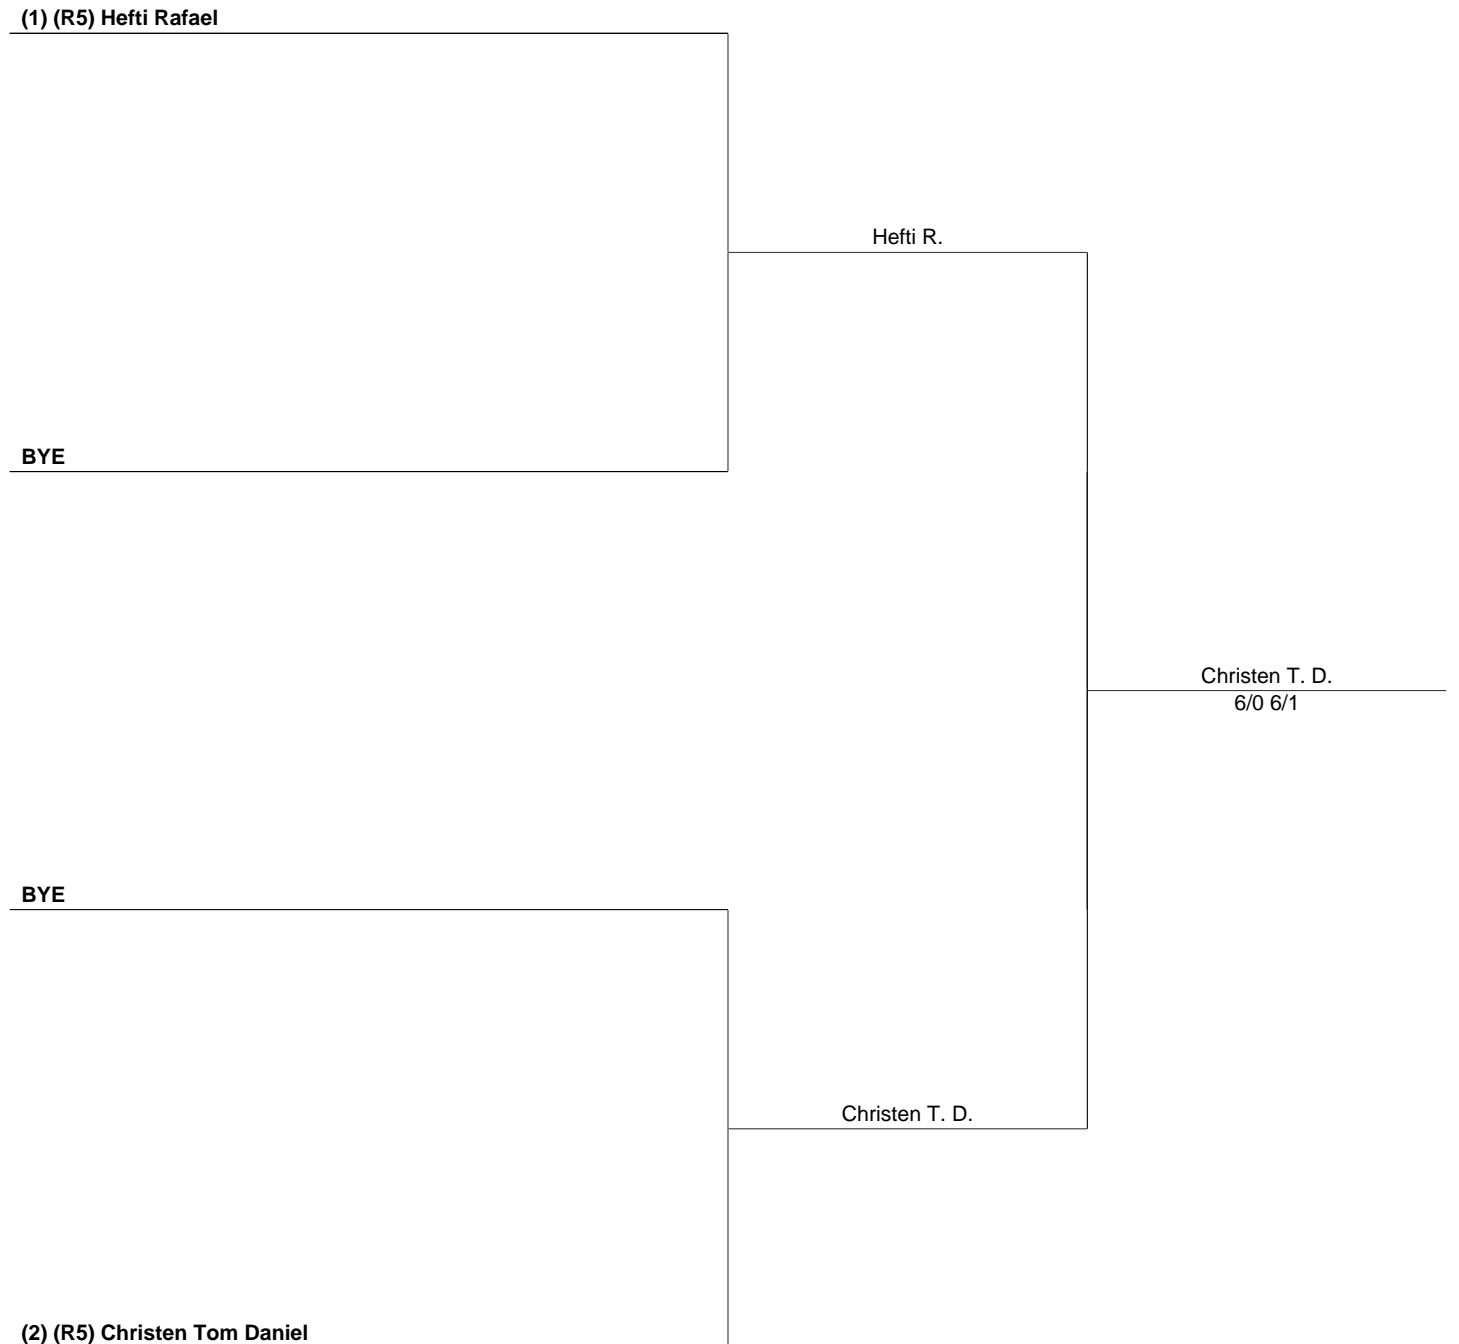 (1) (R5) Hefti Rafael
Hefti R.
BYE
Christen T. D.
6/0 6/1
BYE
Christen T. D.
(2) (R5) Christen Tom Daniel